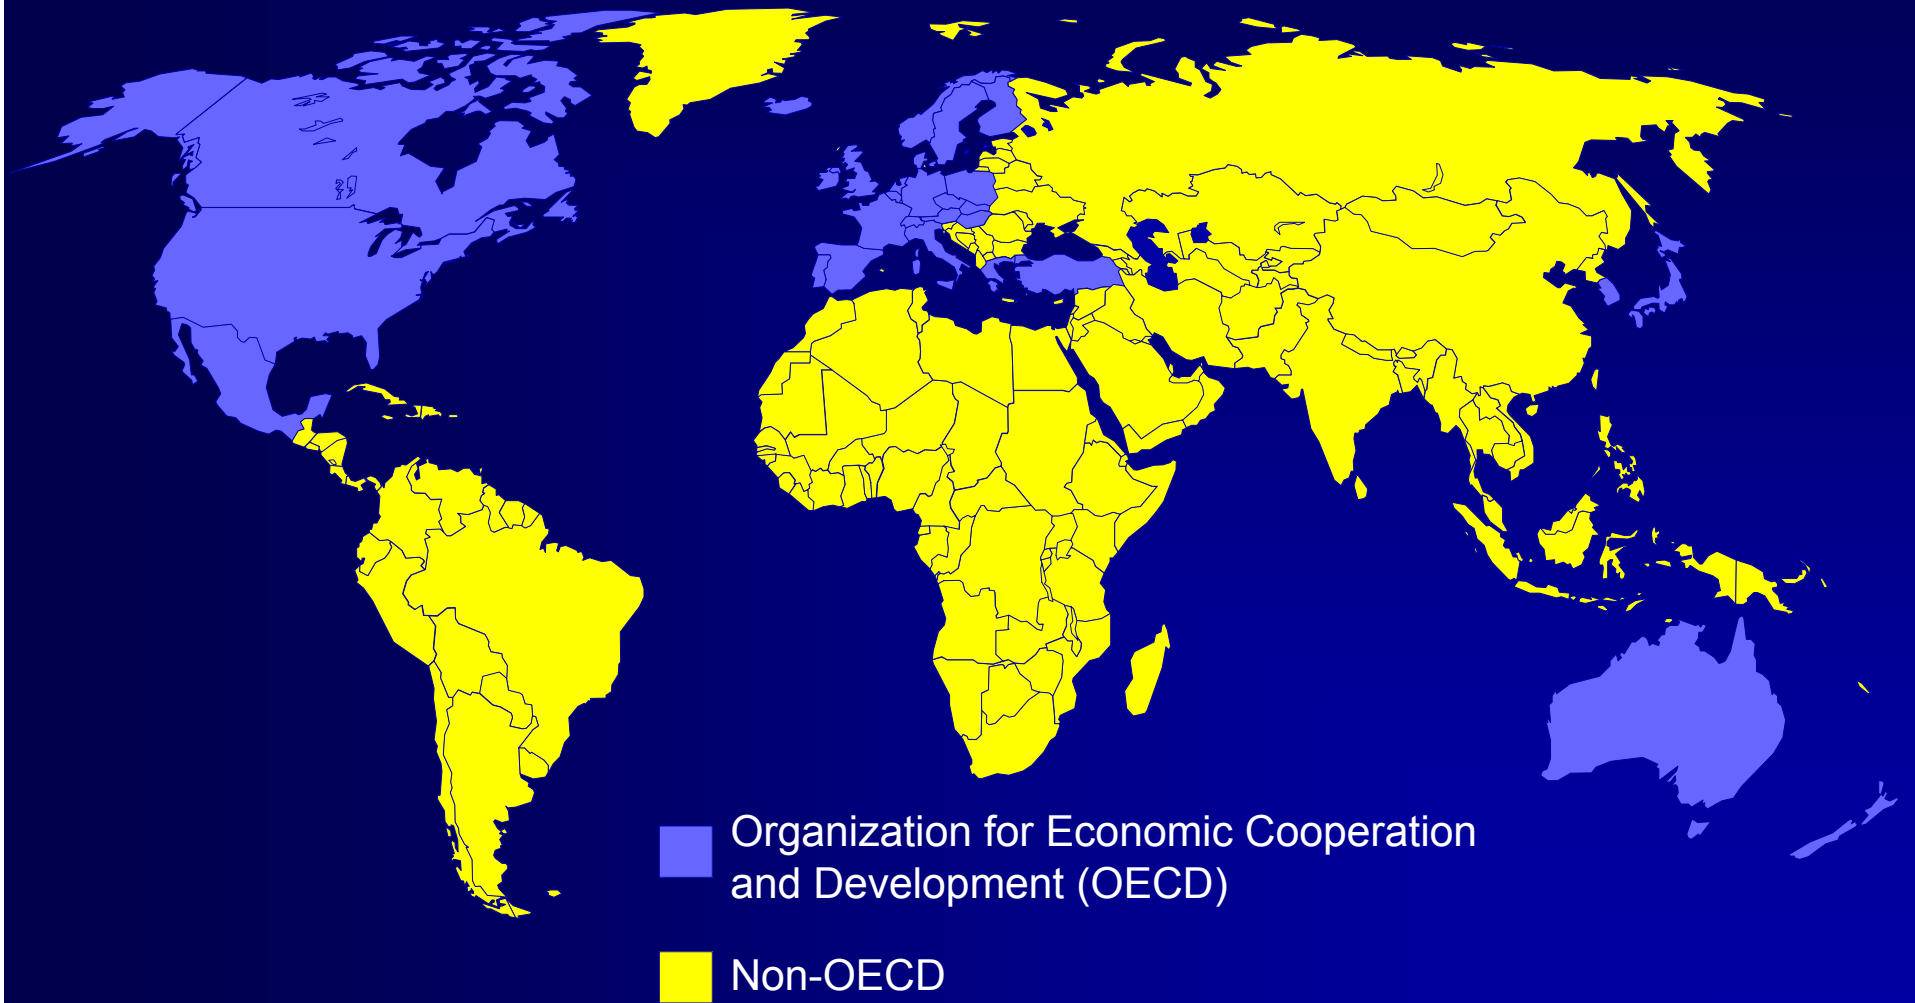 Organization for Economic Cooperation
and Development (OECD)
Non-OECD